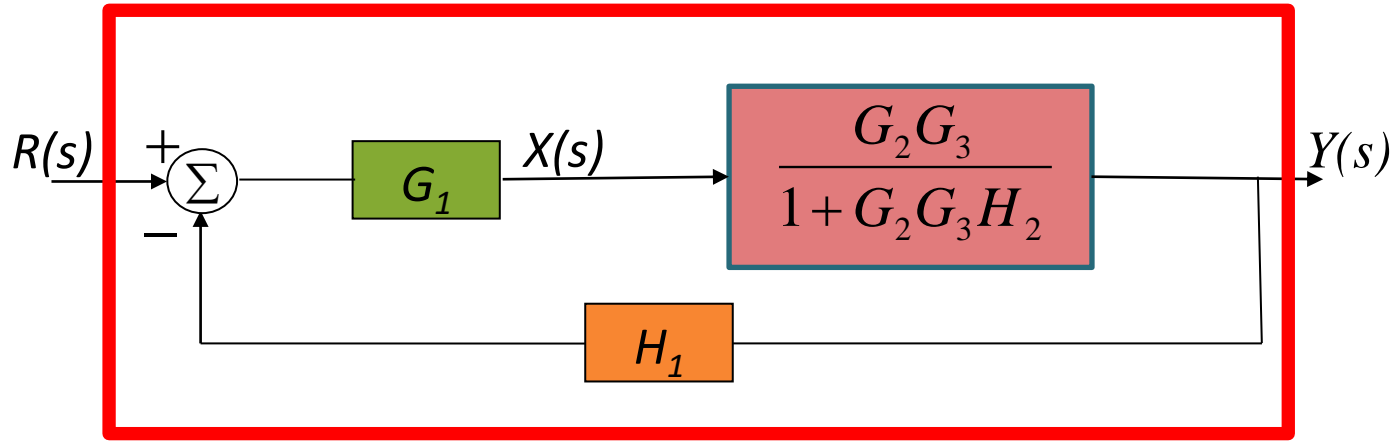 R(s)
+
Σ
−
G₁
X(s)
G₂G₃
1 + G₂G₃H₂
Y(s)
H₁